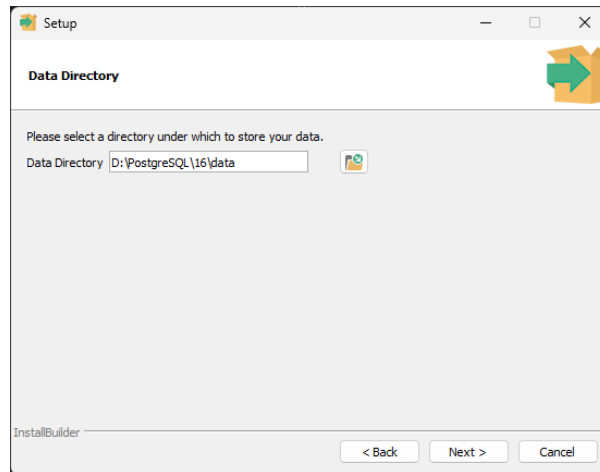 Setup
Data Directory
Please select a directory under which to store your data.
Data Directory D:\PostgreSQL\16\data
InstallBuilder
< Back Next > Cancel